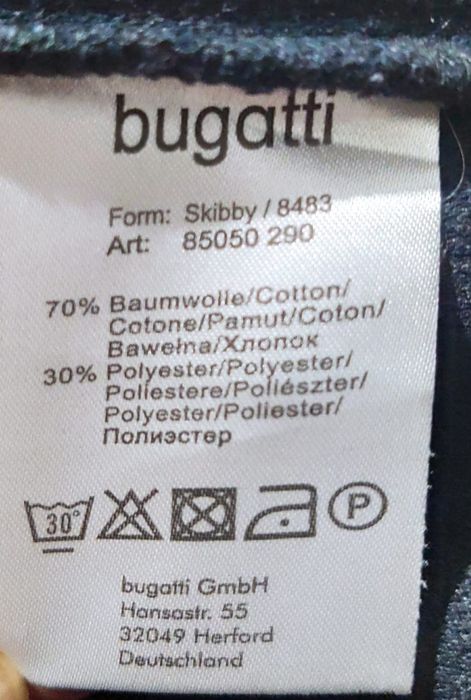 bugatti
Form: Skibby / 8483
Art: 85050 290
70% Baumwolle/Cotton/
Cotone/Pamut/Coton/
Bawełna/Хлопок
30% Polyester/Polyester/
Poliestere/Poliészter/
Polyester/Poliester/
Полиэстер
30° P
bugatti GmbH
Hansastr. 55
32049 Herford
Deutschland